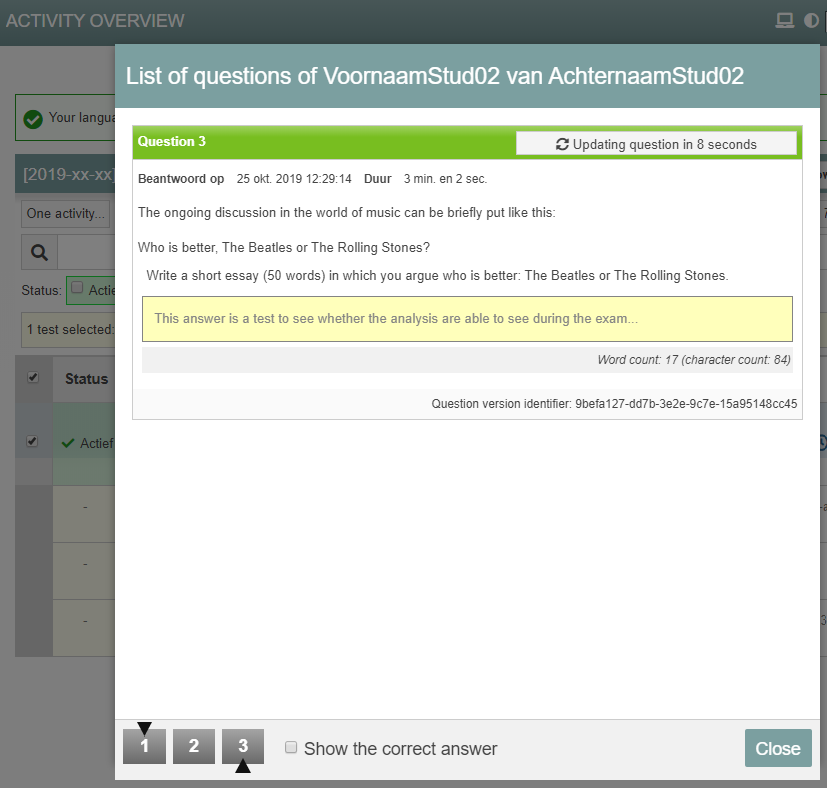 ACTIVITY OVERVIEW
List of questions of VoornaamStud02 van AchternaamStud02
Your langua
[2019-xx-xx]
One activity...
Status:
Actie
1 test selected:
Status
Actief
-
-
-
Question 3
Updating question in 8 seconds
Beantwoord op 25 okt. 2019 12:29:14 Duur 3 min. en 2 sec.
The ongoing discussion in the world of music can be briefly put like this:
Who is better, The Beatles or The Rolling Stones?
Write a short essay (50 words) in which you argue who is better: The Beatles or The Rolling Stones.
This answer is a test to see whether the analysis are able to see during the exam...
Word count: 17 (character count: 84)
Question version identifier: 9befa127-dd7b-3e2e-9c7e-15a95148cc45
1 2 3 Show the correct answer Close